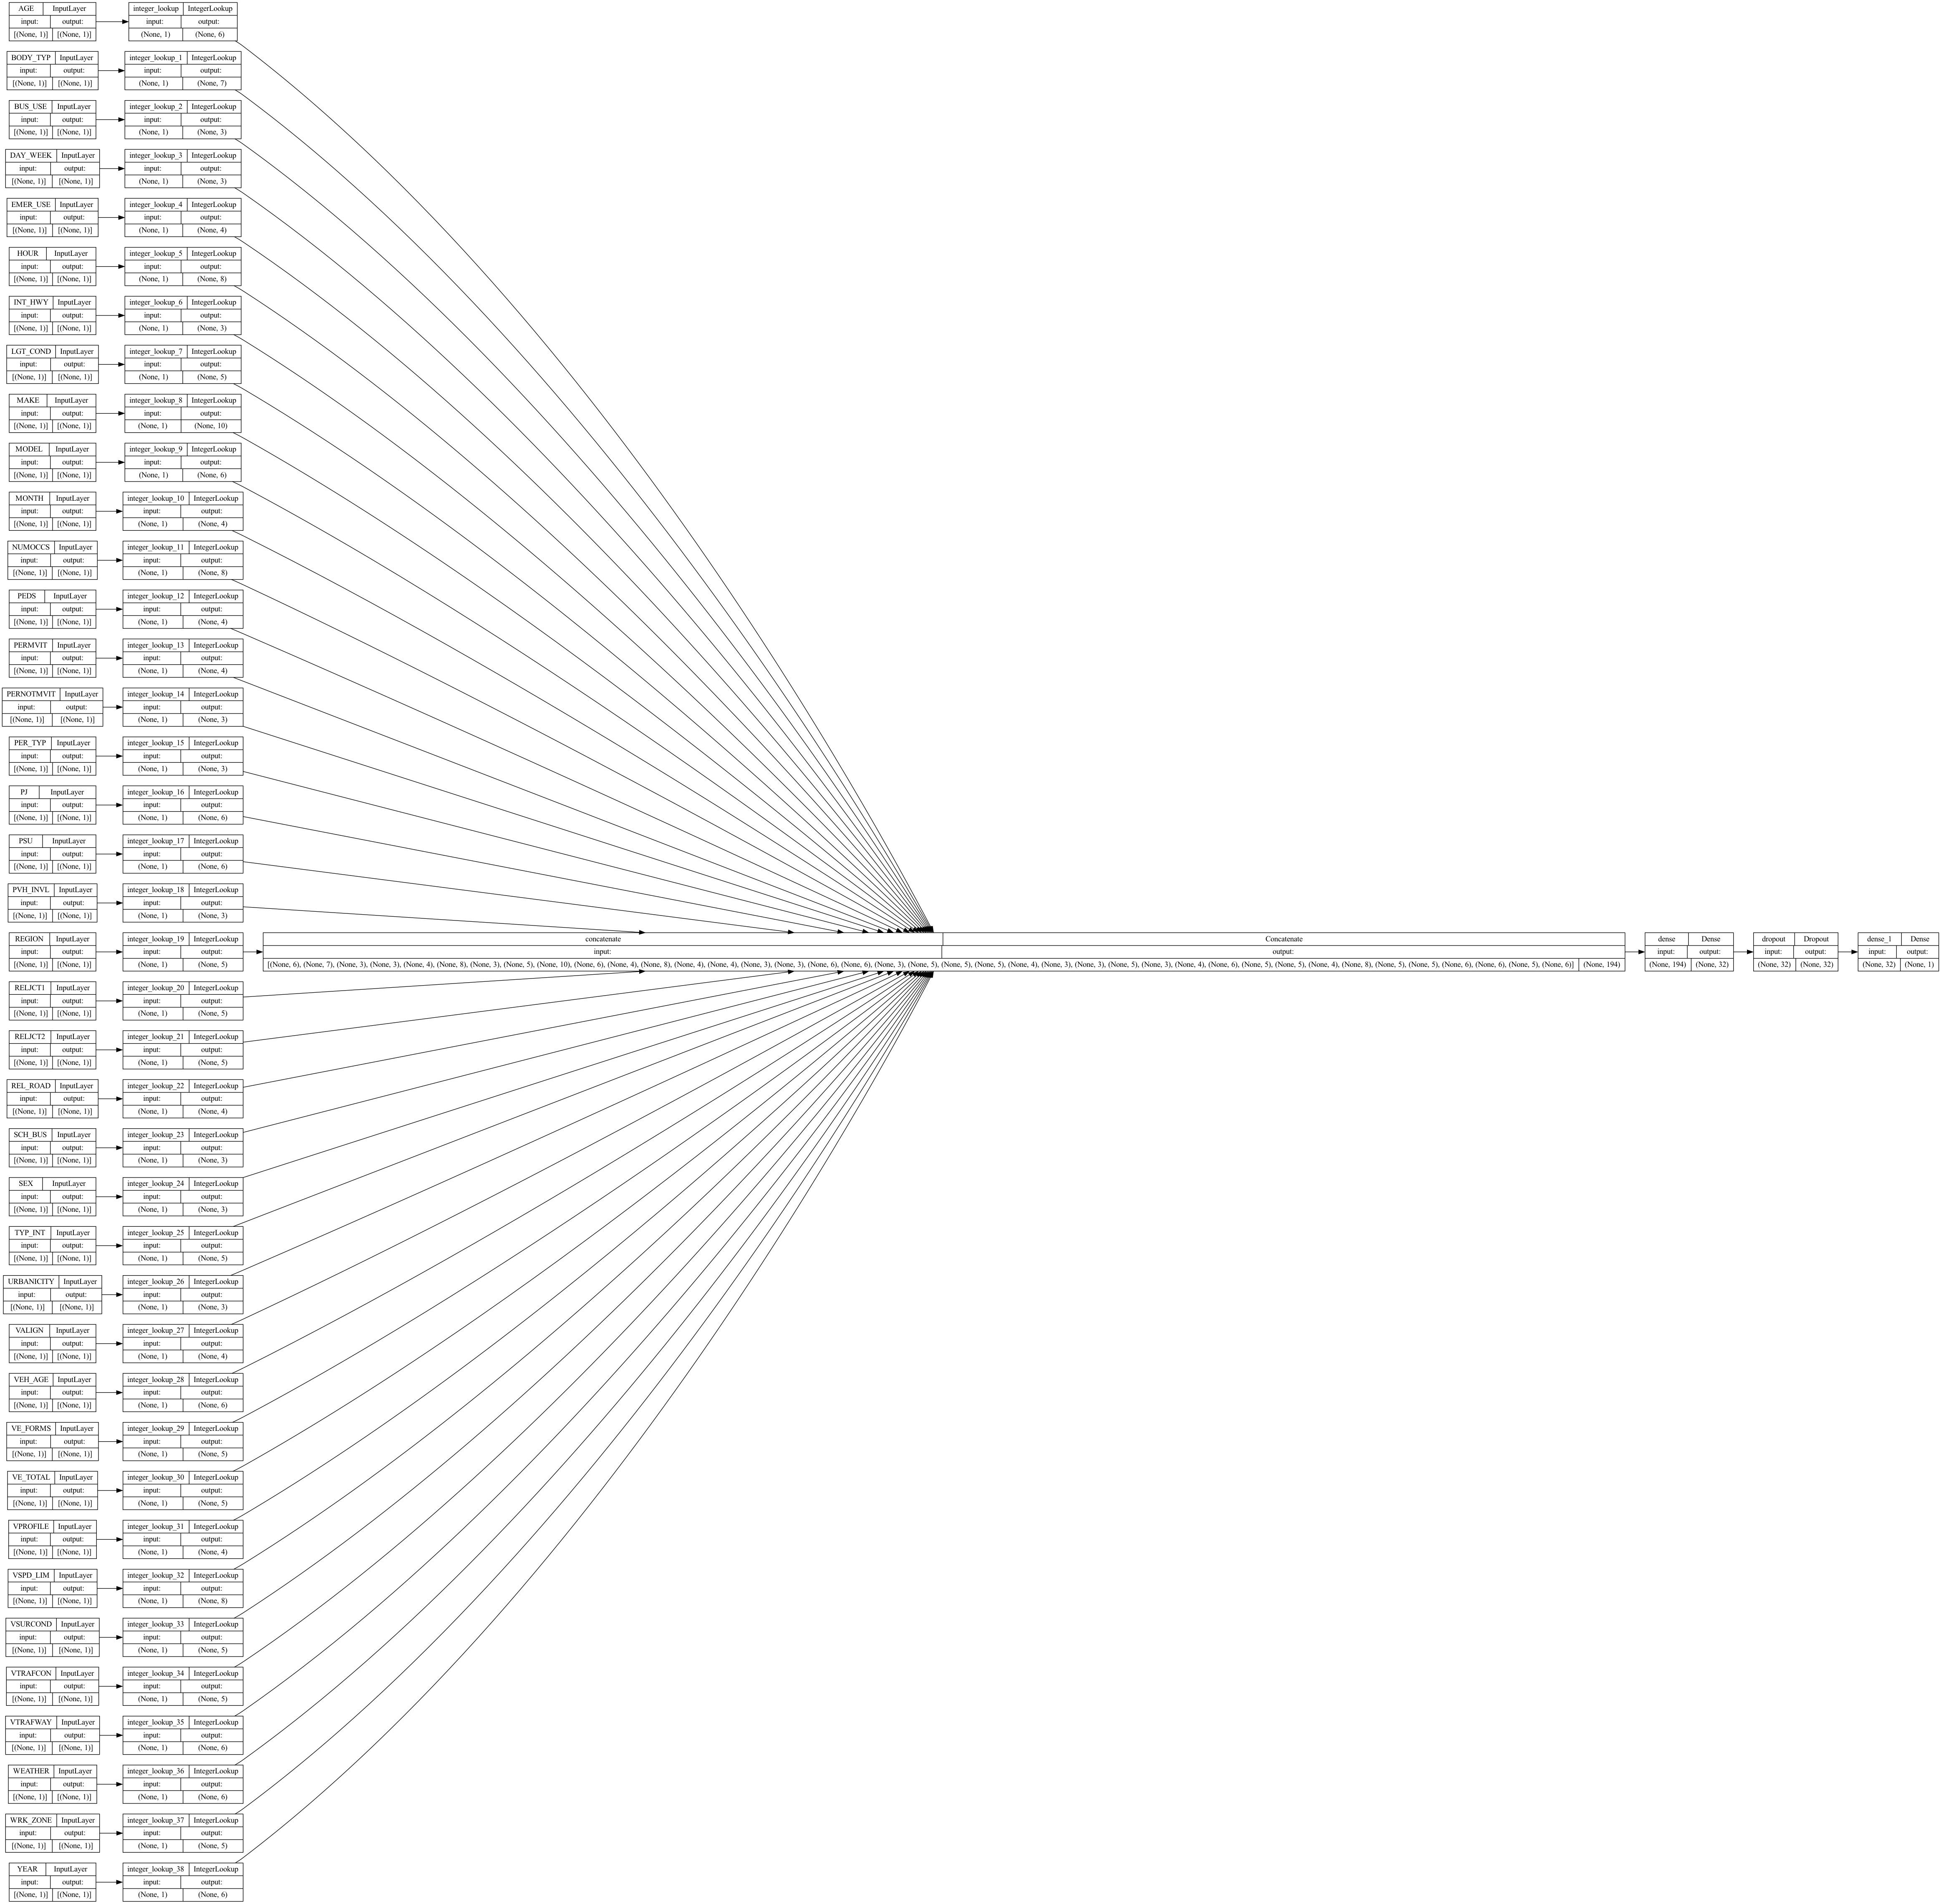 AGE InputLayer integer_lookup IntegerLookup
input: output: input: output:
[(None, 1)] [(None, 1)] (None, 1) (None, 6)
BODY_TYP InputLayer integer_lookup_1 IntegerLookup
input: output: input: output:
[(None, 1)] [(None, 1)] (None, 1) (None, 7)
BUS_USE InputLayer integer_lookup_2 IntegerLookup
input: output: input: output:
[(None, 1)] [(None, 1)] (None, 1) (None, 3)
DAY_WEEK InputLayer integer_lookup_3 IntegerLookup
input: output: input: output:
[(None, 1)] [(None, 1)] (None, 1) (None, 3)
EMER_USE InputLayer integer_lookup_4 IntegerLookup
input: output: input: output:
[(None, 1)] [(None, 1)] (None, 1) (None, 4)
HOUR InputLayer integer_lookup_5 IntegerLookup
input: output: input: output:
[(None, 1)] [(None, 1)] (None, 1) (None, 8)
INT_HWY InputLayer integer_lookup_6 IntegerLookup
input: output: input: output:
[(None, 1)] [(None, 1)] (None, 1) (None, 3)
LGT_COND InputLayer integer_lookup_7 IntegerLookup
input: output: input: output:
[(None, 1)] [(None, 1)] (None, 1) (None, 5)
MAKE InputLayer integer_lookup_8 IntegerLookup
input: output: input: output:
[(None, 1)] [(None, 1)] (None, 1) (None, 10)
MODEL InputLayer integer_lookup_9 IntegerLookup
input: output: input: output:
[(None, 1)] [(None, 1)] (None, 1) (None, 6)
MONTH InputLayer integer_lookup_10 IntegerLookup
input: output: input: output:
[(None, 1)] [(None, 1)] (None, 1) (None, 4)
NUMOCCS InputLayer integer_lookup_11 IntegerLookup
input: output: input: output:
[(None, 1)] [(None, 1)] (None, 1) (None, 8)
PEDS InputLayer integer_lookup_12 IntegerLookup
input: output: input: output:
[(None, 1)] [(None, 1)] (None, 1) (None, 4)
PERMVIT InputLayer integer_lookup_13 IntegerLookup
input: output: input: output:
[(None, 1)] [(None, 1)] (None, 1) (None, 4)
PERNOTMVIT InputLayer integer_lookup_14 IntegerLookup
input: output: input: output:
[(None, 1)] [(None, 1)] (None, 1) (None, 3)
PER_TYP InputLayer integer_lookup_15 IntegerLookup
input: output: input: output:
[(None, 1)] [(None, 1)] (None, 1) (None, 3)
PJ InputLayer integer_lookup_16 IntegerLookup
input: output: input: output:
[(None, 1)] [(None, 1)] (None, 1) (None, 6)
PSU InputLayer integer_lookup_17 IntegerLookup
input: output: input: output:
[(None, 1)] [(None, 1)] (None, 1) (None, 6)
PVH_INVL InputLayer integer_lookup_18 IntegerLookup
input: output: input: output:
[(None, 1)] [(None, 1)] (None, 1) (None, 3)
REGION InputLayer integer_lookup_19 IntegerLookup concatenate Concatenate dense Dense dropout Dropout dense_1 Dense
input: output: input: output: input: output: input: output: input: output: input: output:
[(None, 1)] [(None, 1)] (None, 1) (None, 5) [(None, 6), (None, 7), (None, 3), (None, 3), (None, 4), (None, 8), (None, 3), (None, 5), (None, 10), (None, 6), (None, 4), (None, 8), (None, 4), (None, 4), (None, 3), (None, 3), (None, 6), (None, 6), (None, 3), (None, 5), (None, 5), (None, 5), (None, 4), (None, 3), (None, 3), (None, 5), (None, 3), (None, 4), (None, 6), (None, 5), (None, 5), (None, 4), (None, 8), (None, 5), (None, 5), (None, 6), (None, 6), (None, 5), (None, 6)] (None, 194) (None, 194) (None, 32) (None, 32) (None, 32) (None, 32) (None, 1)
RELJCT1 InputLayer integer_lookup_20 IntegerLookup
input: output: input: output:
[(None, 1)] [(None, 1)] (None, 1) (None, 5)
RELJCT2 InputLayer integer_lookup_21 IntegerLookup
input: output: input: output:
[(None, 1)] [(None, 1)] (None, 1) (None, 5)
REL_ROAD InputLayer integer_lookup_22 IntegerLookup
input: output: input: output:
[(None, 1)] [(None, 1)] (None, 1) (None, 4)
SCH_BUS InputLayer integer_lookup_23 IntegerLookup
input: output: input: output:
[(None, 1)] [(None, 1)] (None, 1) (None, 3)
SEX InputLayer integer_lookup_24 IntegerLookup
input: output: input: output:
[(None, 1)] [(None, 1)] (None, 1) (None, 3)
TYP_INT InputLayer integer_lookup_25 IntegerLookup
input: output: input: output:
[(None, 1)] [(None, 1)] (None, 1) (None, 5)
URBANICITY InputLayer integer_lookup_26 IntegerLookup
input: output: input: output:
[(None, 1)] [(None, 1)] (None, 1) (None, 3)
VALIGN InputLayer integer_lookup_27 IntegerLookup
input: output: input: output:
[(None, 1)] [(None, 1)] (None, 1) (None, 4)
VEH_AGE InputLayer integer_lookup_28 IntegerLookup
input: output: input: output:
[(None, 1)] [(None, 1)] (None, 1) (None, 6)
VE_FORMS InputLayer integer_lookup_29 IntegerLookup
input: output: input: output:
[(None, 1)] [(None, 1)] (None, 1) (None, 5)
VE_TOTAL InputLayer integer_lookup_30 IntegerLookup
input: output: input: output:
[(None, 1)] [(None, 1)] (None, 1) (None, 5)
VPROFILE InputLayer integer_lookup_31 IntegerLookup
input: output: input: output:
[(None, 1)] [(None, 1)] (None, 1) (None, 4)
VSPD_LIM InputLayer integer_lookup_32 IntegerLookup
input: output: input: output:
[(None, 1)] [(None, 1)] (None, 1) (None, 8)
VSURCOND InputLayer integer_lookup_33 IntegerLookup
input: output: input: output:
[(None, 1)] [(None, 1)] (None, 1) (None, 5)
VTRAFCON InputLayer integer_lookup_34 IntegerLookup
input: output: input: output:
[(None, 1)] [(None, 1)] (None, 1) (None, 5)
VTRAFWAY InputLayer integer_lookup_35 IntegerLookup
input: output: input: output:
[(None, 1)] [(None, 1)] (None, 1) (None, 6)
WEATHER InputLayer integer_lookup_36 IntegerLookup
input: output: input: output:
[(None, 1)] [(None, 1)] (None, 1) (None, 6)
WRK_ZONE InputLayer integer_lookup_37 IntegerLookup
input: output: input: output:
[(None, 1)] [(None, 1)] (None, 1) (None, 5)
YEAR InputLayer integer_lookup_38 IntegerLookup
input: output: input: output:
[(None, 1)] [(None, 1)] (None, 1) (None, 6)